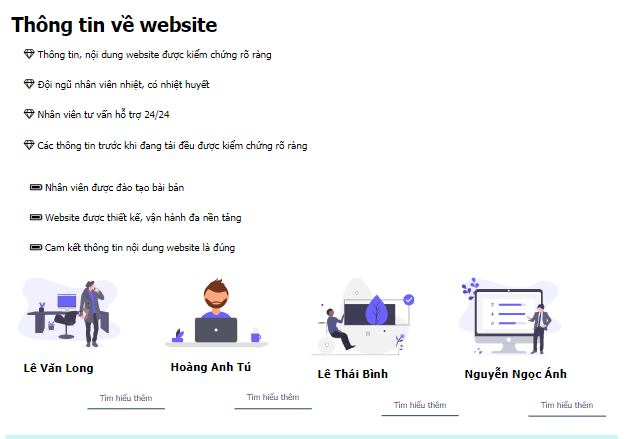 Thông tin về website
Thông tin, nội dung website được kiểm chứng rõ ràng
Đội ngũ nhân viên nhiệt, có nhiệt huyết
Nhân viên tư vấn hỗ trợ 24/24
Các thông tin trước khi đang tải đều được kiểm chứng rõ ràng
Nhân viên được đào tạo bài bản
Website được thiết kế, vận hành đa nền tảng
Cam kết thông tin nội dung website là đúng
Lê Văn Long
Hoàng Anh Tú
Lê Thái Bình
Nguyễn Ngọc Ánh
Tìm hiểu thêm
Tìm hiểu thêm
Tìm hiểu thêm
Tìm hiểu thêm